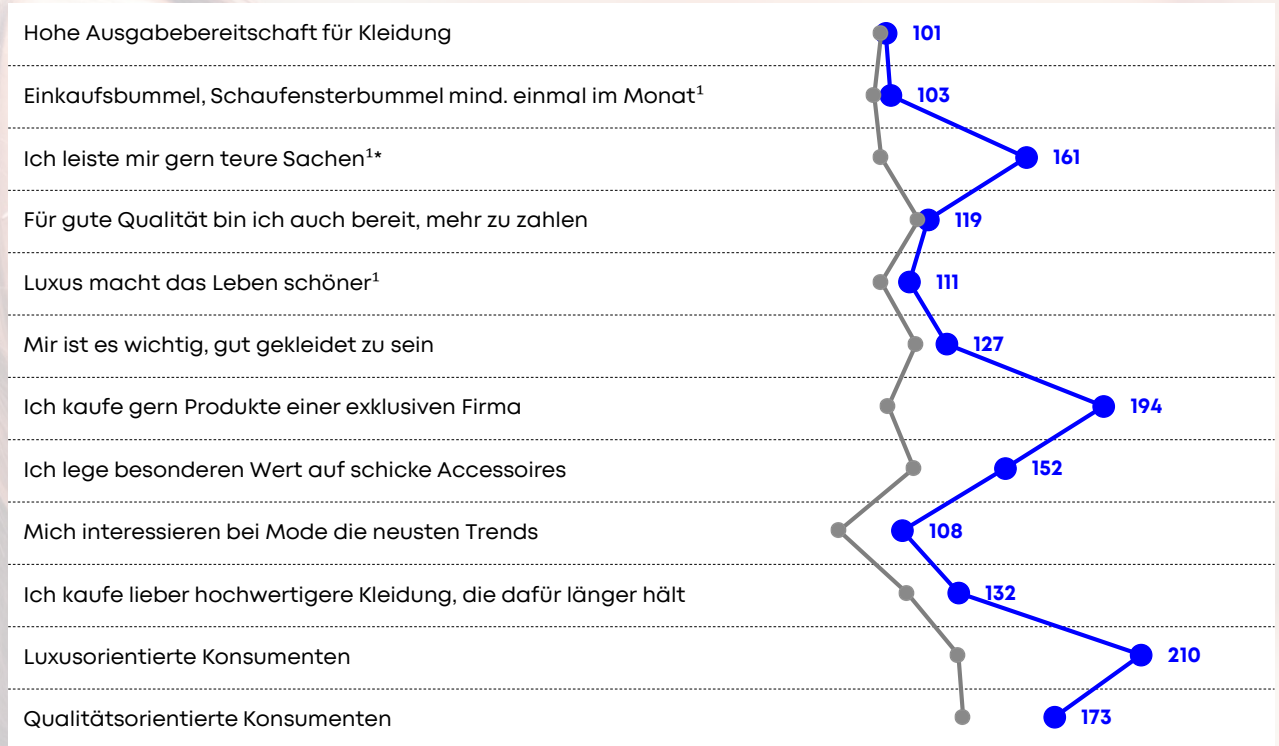 Hohe Ausgabebereitschaft für Kleidung 101
Einkaufsbummel, Schaufensterbummel mind. einmal im Monat¹ 103
Ich leiste mir gern teure Sachen¹* 161
Für gute Qualität bin ich auch bereit, mehr zu zahlen 119
Luxus macht das Leben schöner¹ 111
Mir ist es wichtig, gut gekleidet zu sein 127
Ich kaufe gern Produkte einer exklusiven Firma 194
Ich lege besonderen Wert auf schicke Accessoires 152
Mich interessieren bei Mode die neusten Trends 108
Ich kaufe lieber hochwertigere Kleidung, die dafür länger hält 132
Luxusorientierte Konsumenten 210
Qualitätsorientierte Konsumenten 173